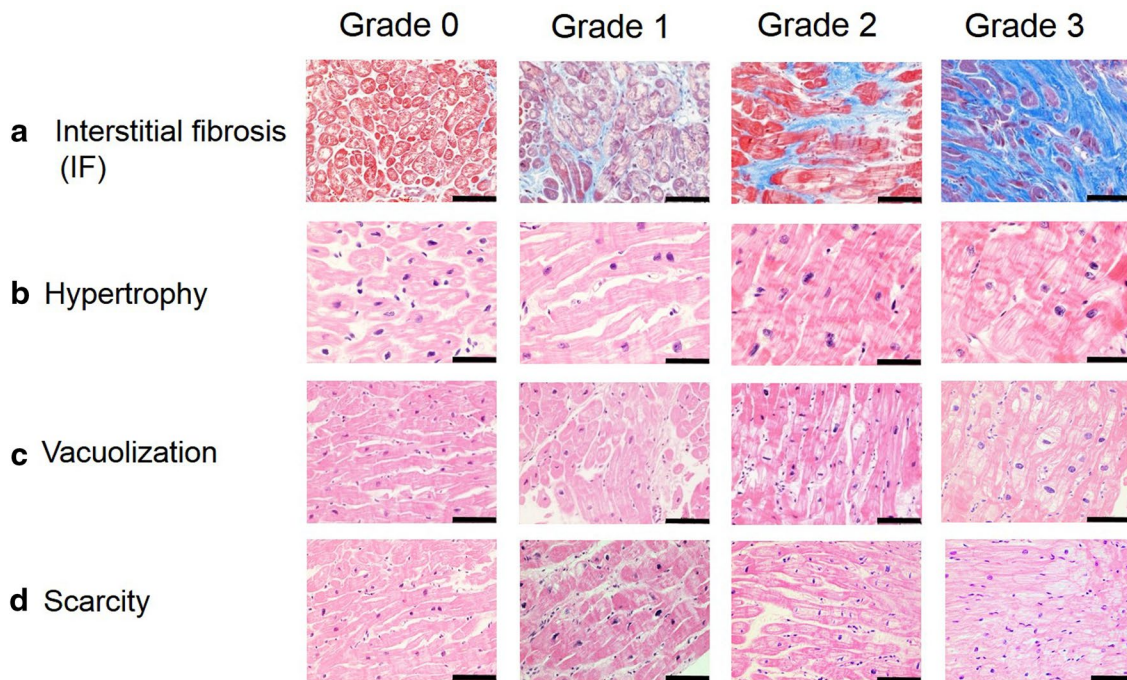 Grade 0 Grade 1 Grade 2 Grade 3
a Interstitial fibrosis
(IF)
b Hypertrophy
c Vacuolization
d Scarcity